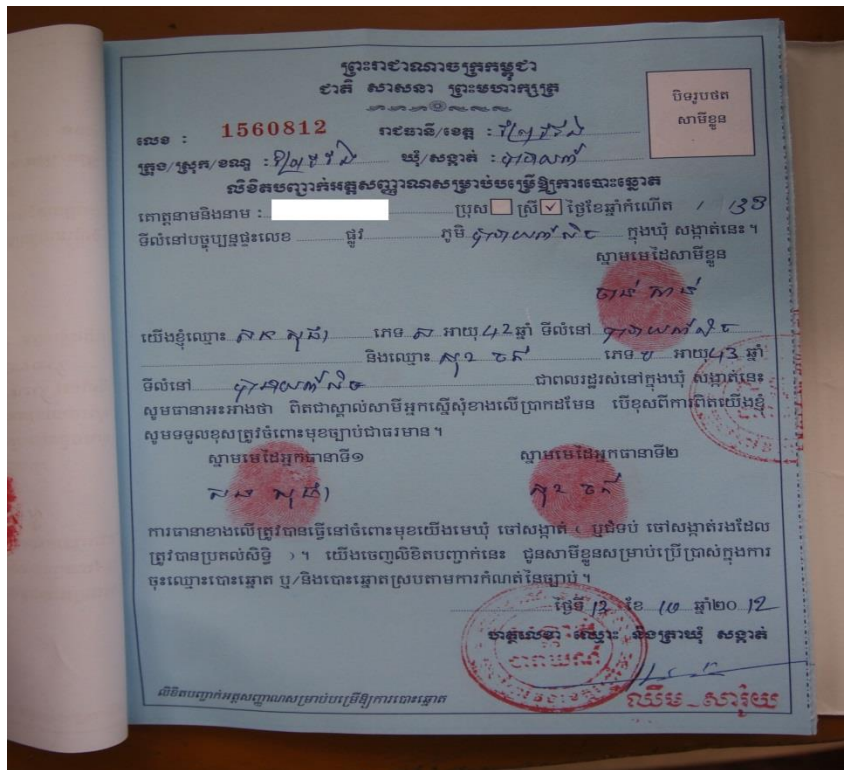 ព្រះរាជាណាចក្រកម្ពុជា
ជាតិ សាសនា ព្រះមហាក្សត្រ
បិទរូបថត
សាមីខ្លួន
លេខ : 1560812 រាជធានី/ខេត្ត :
ក្រុង/ស្រុក/ខណ្ឌ : ឃុំ/សង្កាត់ :
លិខិតបញ្ជាក់អត្តសញ្ញាណសម្រាប់បម្រើឱ្យការបោះឆ្នោត
គោត្តនាមនិងនាម : ប្រុស ស្រី ✓ ថ្ងៃខែឆ្នាំកំណើត
ទីលំនៅបច្ចុប្បន្នផ្ទះលេខ ផ្លូវ ភូមិ ក្នុងឃុំ សង្កាត់នេះ ។
ស្នាមមេដៃសាមីខ្លួន
យើងខ្ញុំឈ្មោះ ភេទ ស អាយុ 42 ឆ្នាំ ទីលំនៅ
និងឈ្មោះ ភេទ ប អាយុ 43 ឆ្នាំ
ទីលំនៅ ជាពលរដ្ឋរស់នៅក្នុងឃុំ សង្កាត់នេះ
សូមធានាអះអាងថា ពិតជាស្គាល់សាមីអ្នកស្នើសុំខាងលើប្រាកដមែន បើខុសពីការពិតយើងខ្ញុំ
សូមទទួលខុសត្រូវចំពោះមុខច្បាប់ជាធរមាន ។
ស្នាមមេដៃអ្នកធានាទី១ ស្នាមមេដៃអ្នកធានាទី២
ការធានាខាងលើត្រូវបានធ្វើនៅចំពោះមុខយើងមេឃុំ ចៅសង្កាត់ ( ឬជំទប់ ចៅសង្កាត់រងដែល
ត្រូវបានប្រគល់សិទ្ធិ ) ។ យើងចេញលិខិតបញ្ជាក់នេះ ជូនសាមីខ្លួនសម្រាប់ប្រើប្រាស់ក្នុងការ
ចុះឈ្មោះបោះឆ្នោត ឬ/និងបោះឆ្នោតស្របតាមការកំណត់នៃច្បាប់ ។
ថ្ងៃទី 12 ខែ 10 ឆ្នាំ២០ 12
ហត្ថលេខា ឈ្មោះ និងត្រាឃុំ សង្កាត់
ឈឹម សារ៉ុយ
លិខិតបញ្ជាក់អត្តសញ្ញាណសម្រាប់បម្រើឱ្យការបោះឆ្នោត